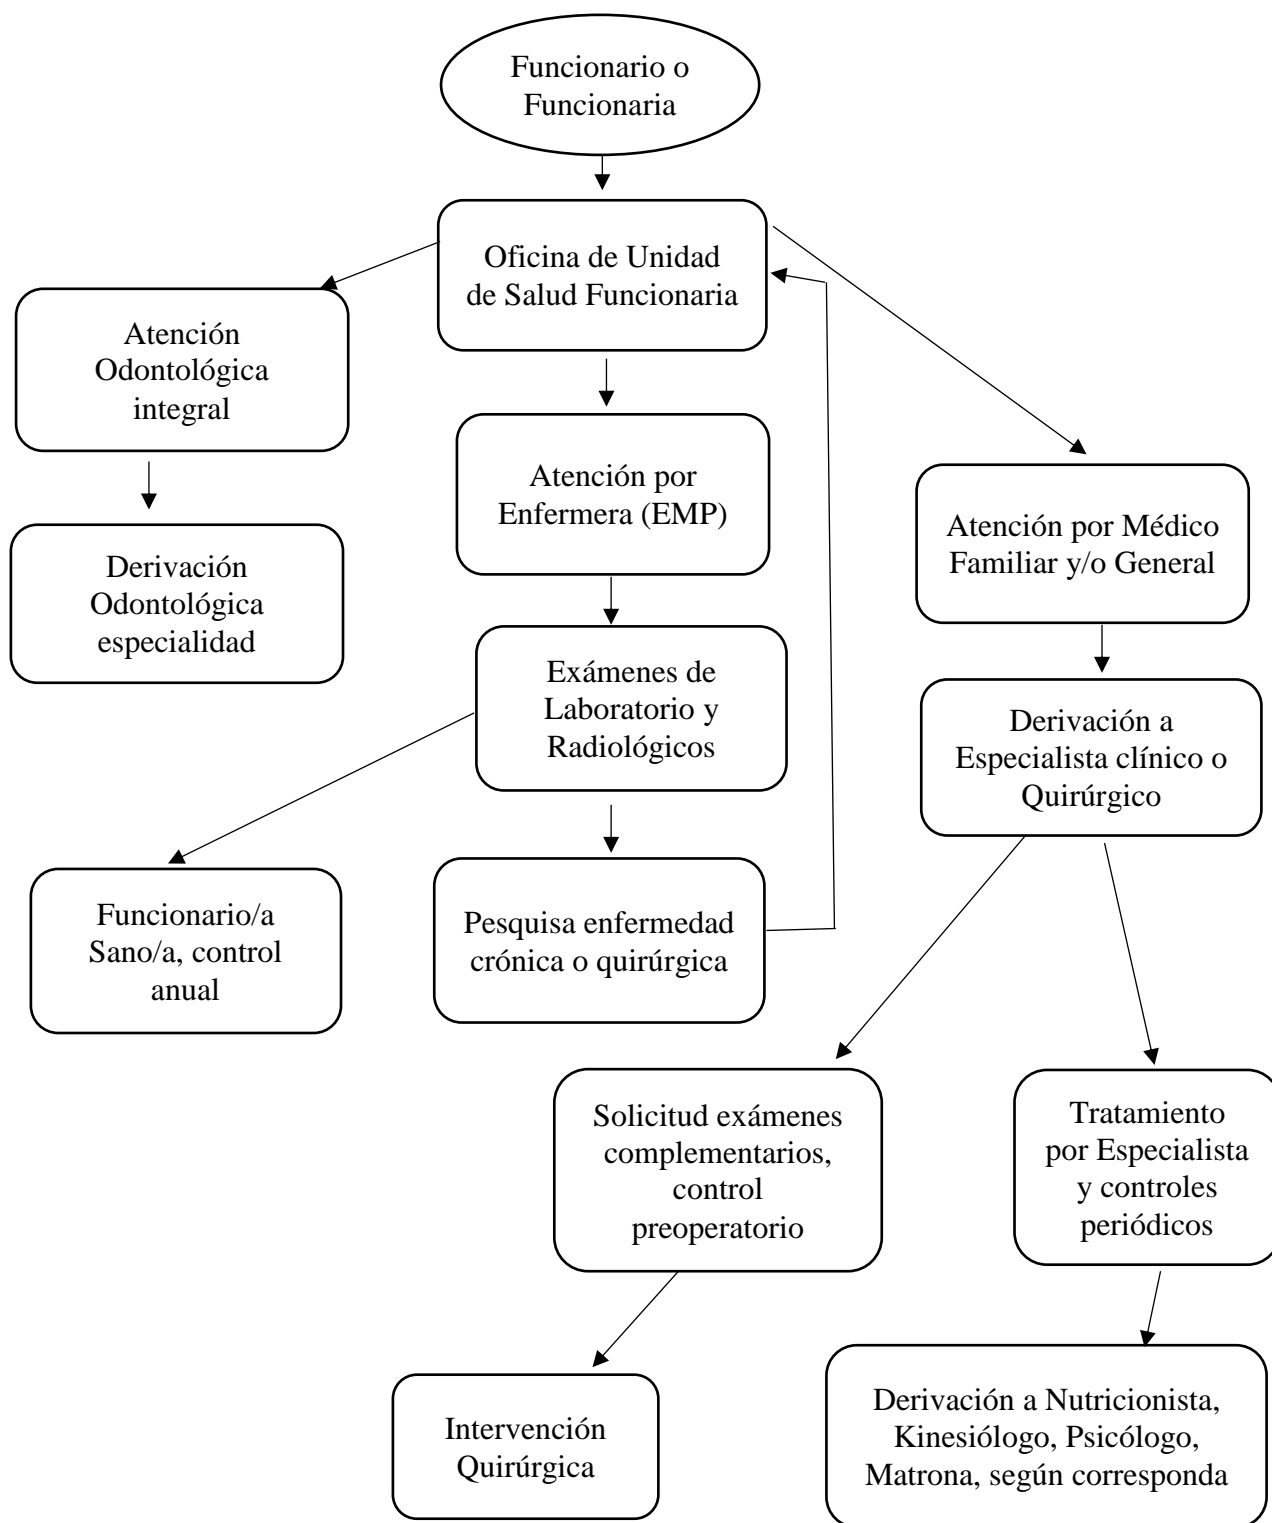 Funcionario o
Funcionaria
Oficina de Unidad
de Salud Funcionaria
Atención
Odontológica
integral
Atención por
Enfermera (EMP)
Atención por Médico
Familiar y/o General
Derivación
Odontológica
especialidad
Exámenes de
Laboratorio y
Radiológicos
Derivación a
Especialista clínico o
Quirúrgico
Funcionario/a
Sano/a, control
anual
Pesquisa enfermedad
crónica o quirúrgica
Solicitud exámenes
complementarios,
control
preoperatorio
Tratamiento
por Especialista
y controles
periódicos
Intervención
Quirúrgica
Derivación a Nutricionista,
Kinesiólogo, Psicólogo,
Matrona, según corresponda